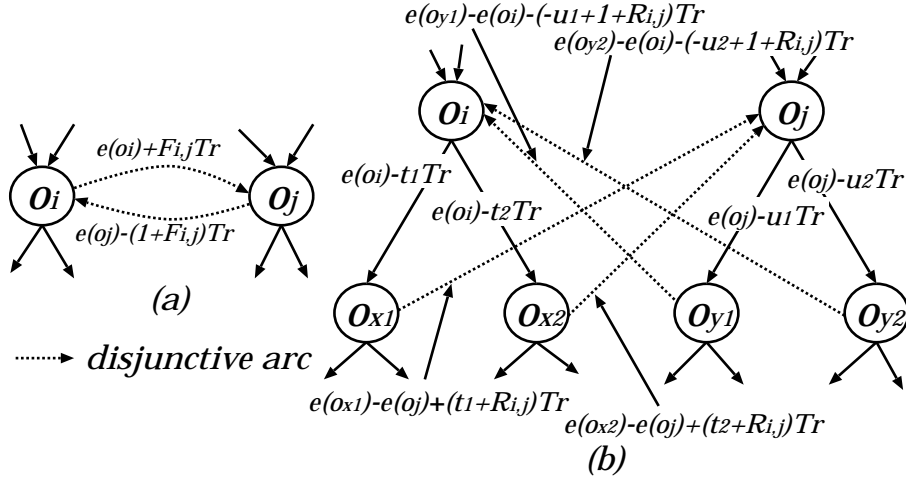 e(oy1)-e(oi)-(-u1+1+Ri,j)Tr
e(oy2)-e(oi)-(-u2+1+Ri,j)Tr
Oi
Oj
e(oi)+Fi,jTr
Oi
Oj
e(oj)-(1+Fi,j)Tr
(a)
e(oi)-t1Tr
e(oi)-t2Tr
e(oj)-u2Tr
e(oj)-u1Tr
Ox1
Ox2
Oy1
Oy2
disjunctive arc
e(ox1)-e(oj)+(t1+Ri,j)Tr
e(ox2)-e(oj)+(t2+Ri,j)Tr
(b)